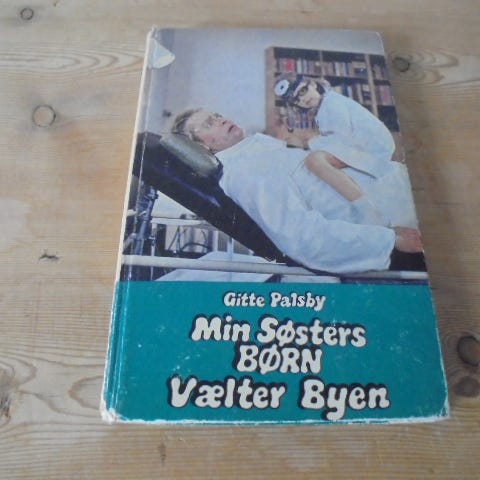 Gitte Palsby
Min Søsters
BØRN
Vælter Byen